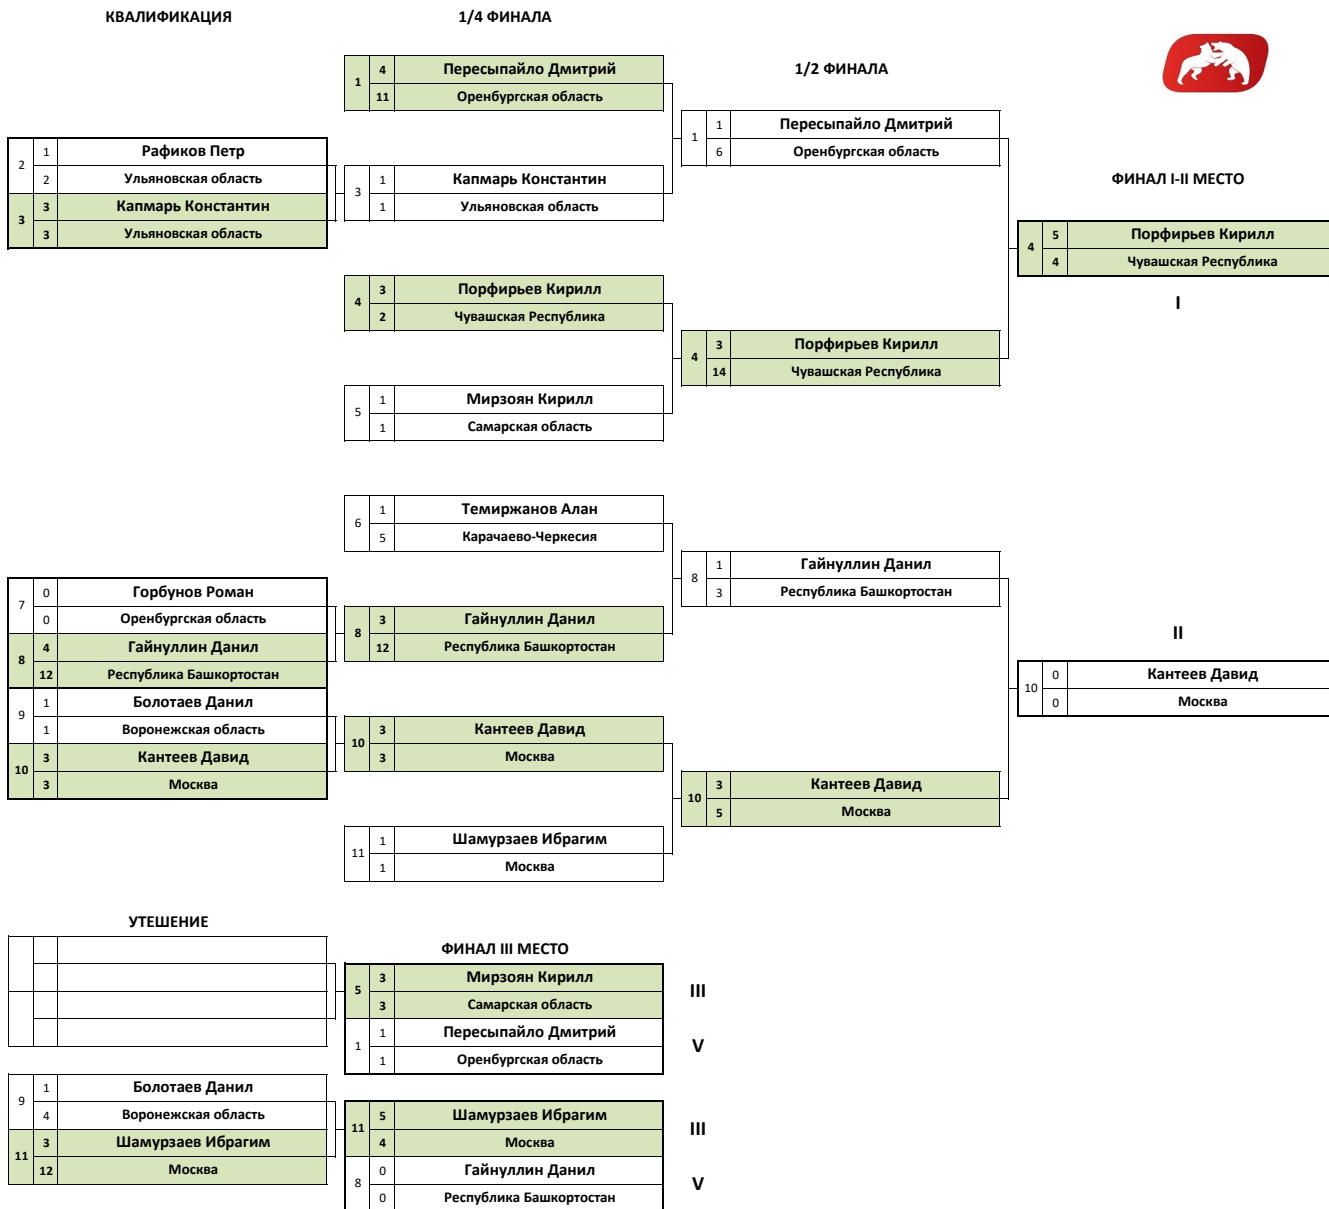 КВАЛИФИКАЦИЯ
1/4 ФИНАЛА
1/2 ФИНАЛА
ФИНАЛ I-II МЕСТО
2 1 Рафиков Петр
2 Ульяновская область
3 3 Капмарь Константин
3 Ульяновская область
7 0 Горбунов Роман
0 Оренбургская область
8 4 Гайнуллин Данил
12 Республика Башкортостан
9 1 Болотаев Данил
1 Воронежская область
10 3 Кантеев Давид
3 Москва
1 4 Пересыпайло Дмитрий
11 Оренбургская область
3 1 Капмарь Константин
1 Ульяновская область
4 3 Порфирьев Кирилл
2 Чувашская Республика
5 1 Мирзоян Кирилл
1 Самарская область
6 1 Темиржанов Алан
5 Карачаево-Черкесия
8 3 Гайнуллин Данил
12 Республика Башкортостан
10 3 Кантеев Давид
3 Москва
11 1 Шамурзаев Ибрагим
1 Москва
1 1 Пересыпайло Дмитрий
6 Оренбургская область
4 3 Порфирьев Кирилл
14 Чувашская Республика
8 1 Гайнуллин Данил
3 Республика Башкортостан
10 3 Кантеев Давид
5 Москва
4 5 Порфирьев Кирилл
4 Чувашская Республика
I
II
10 0 Кантеев Давид
0 Москва
УТЕШЕНИЕ
9 1 Болотаев Данил
4 Воронежская область
11 3 Шамурзаев Ибрагим
12 Москва
ФИНАЛ III МЕСТО
5 3 Мирзоян Кирилл
3 Самарская область
III
1 1 Пересыпайло Дмитрий
1 Оренбургская область
V
11 5 Шамурзаев Ибрагим
4 Москва
III
8 0 Гайнуллин Данил
0 Республика Башкортостан
V